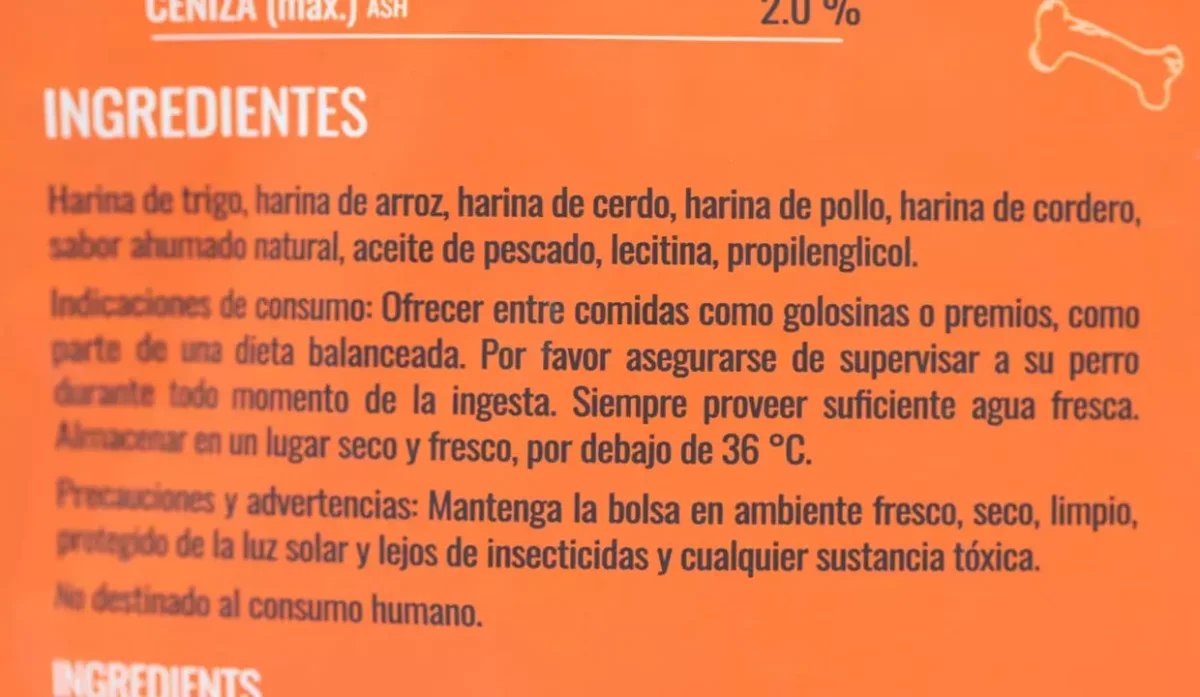 CENIZA (máx.) ASH 2.0 %
INGREDIENTES
Harina de trigo, harina de arroz, harina de cerdo, harina de pollo, harina de cordero,
sabor ahumado natural, aceite de pescado, lecitina, propilenglicol.
Indicaciones de consumo: Ofrecer entre comidas como golosinas o premios, como
parte de una dieta balanceada. Por favor asegurarse de supervisar a su perro
durante todo momento de la ingesta. Siempre proveer suficiente agua fresca.
Almacenar en un lugar seco y fresco, por debajo de 36 °C.
Precauciones y advertencias: Mantenga la bolsa en ambiente fresco, seco, limpio,
protegido de la luz solar y lejos de insecticidas y cualquier sustancia tóxica.
No destinado al consumo humano.
INGREDIENTS